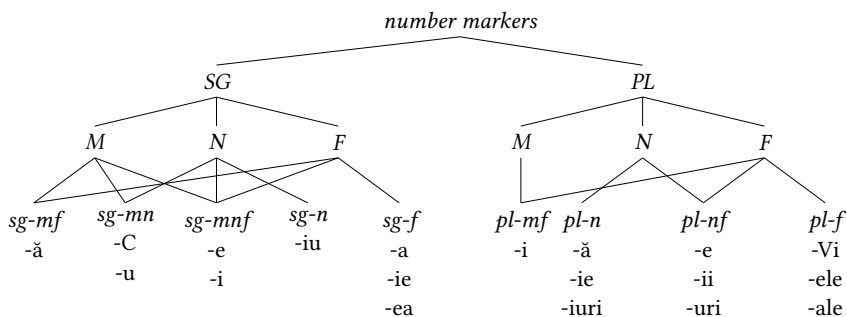 number markers
SG PL
M N F M N F
sg-mf sg-mn sg-mnf sg-n sg-f pl-mf pl-n pl-nf pl-f
-ă -C -e -iu -a -i -ă -e -Vi
-u -i -ie -ie -ii -ele
-ea -iuri -uri -ale